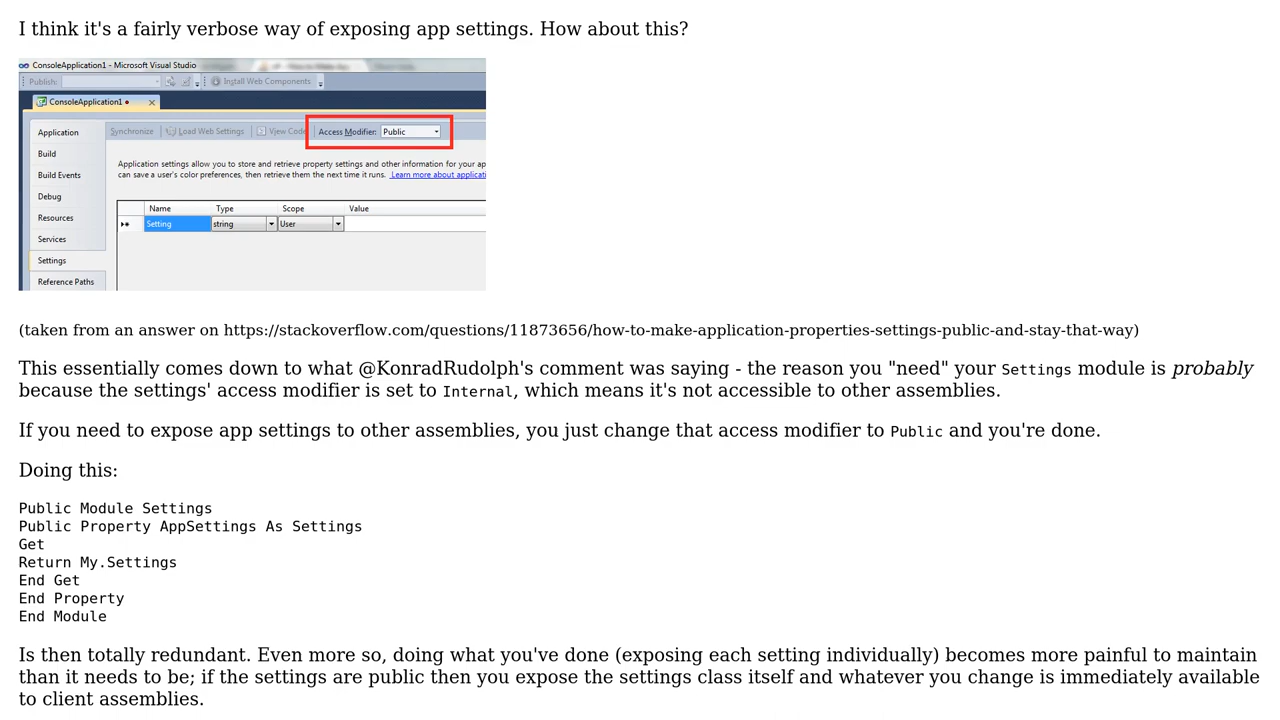 I think it's a fairly verbose way of exposing app settings. How about this?
ConsoleApplication1 - Microsoft Visual Studio
Publish:
Install Web Components
ConsoleApplication1
Application
Synchronize
Load Web Settings
View Code
Access Modifier: Public
Build
Build Events
Debug
Resources
Services
Settings
Reference Paths
Application settings allow you to store and retrieve property settings and other information for your ap
can save a user's color preferences, then retrieve them the next time it runs. Learn more about applicati
Name Type Scope Value
Setting string User
(taken from an answer on https://stackoverflow.com/questions/11873656/how-to-make-application-properties-settings-public-and-stay-that-way)
This essentially comes down to what @KonradRudolph's comment was saying - the reason you "need" your Settings module is probably
because the settings' access modifier is set to Internal, which means it's not accessible to other assemblies.
If you need to expose app settings to other assemblies, you just change that access modifier to Public and you're done.
Doing this:
Public Module Settings
Public Property AppSettings As Settings
Get
Return My.Settings
End Get
End Property
End Module
Is then totally redundant. Even more so, doing what you've done (exposing each setting individually) becomes more painful to maintain
than it needs to be; if the settings are public then you expose the settings class itself and whatever you change is immediately available
to client assemblies.